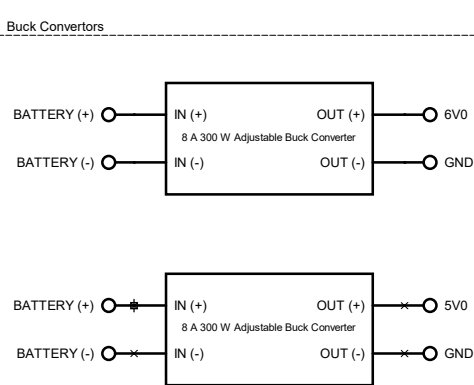 Buck Convertors
BATTERY (+) IN (+) OUT (+) 6V0
8 A 300 W Adjustable Buck Converter
BATTERY (-) IN (-) OUT (-) GND
BATTERY (+) IN (+) OUT (+) 5V0
8 A 300 W Adjustable Buck Converter
BATTERY (-) IN (-) OUT (-) GND